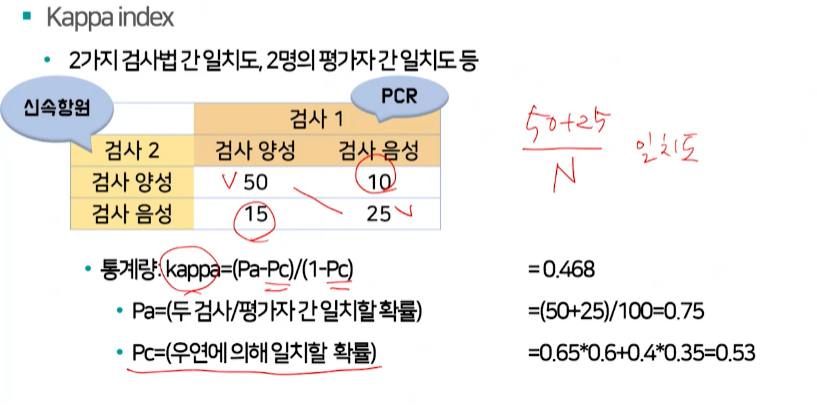 Kappa index
2가지 검사법 간 일치도, 2명의 평가자 간 일치도 등
신속항원
PCR
검사 1
검사 2 검사 양성 검사 음성
검사 양성 50 10
검사 음성 15 25
50+25
N
일치도
통계량: kappa=(Pa-Pc)/(1-Pc) =0.468
Pa=(두 검사/평가자 간 일치할 확률) =(50+25)/100=0.75
Pc=(우연에 의해 일치할 확률) =0.65*0.6+0.4*0.35=0.53